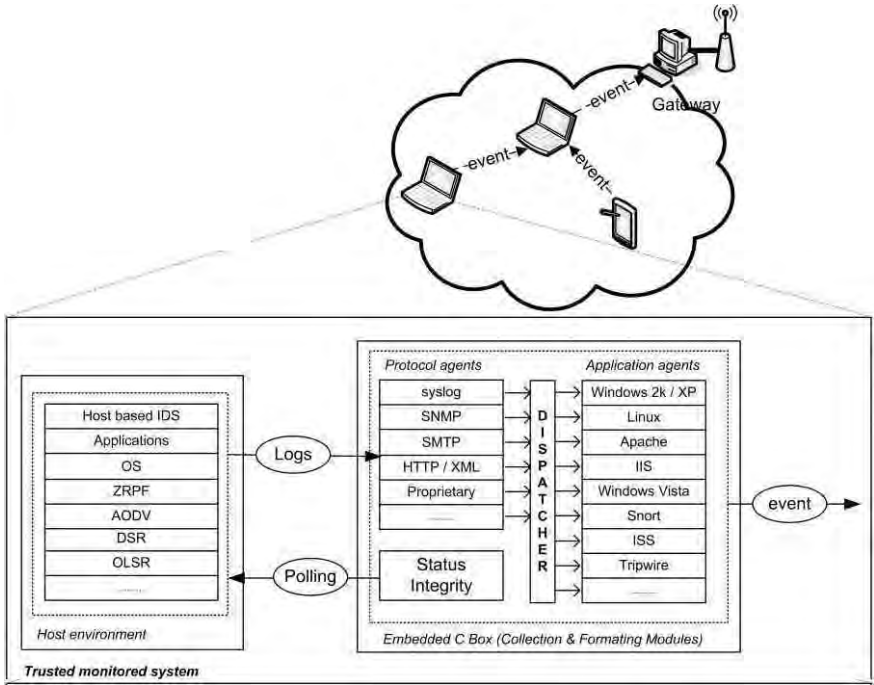 Gateway
event
event
event
Protocol agents
Application agents
syslog
SNMP
SMTP
HTTP / XML
Proprietary
........
DISPATCHER
Windows 2k / XP
Linux
Apache
IIS
Windows Vista
Snort
ISS
Tripwire
........
Host based IDS
Applications
OS
ZRPF
AODV
DSR
OLSR
........
Logs
Polling
Status
Integrity
event
Host environment
Embedded C Box (Collection & Formating Modules)
Trusted monitored system